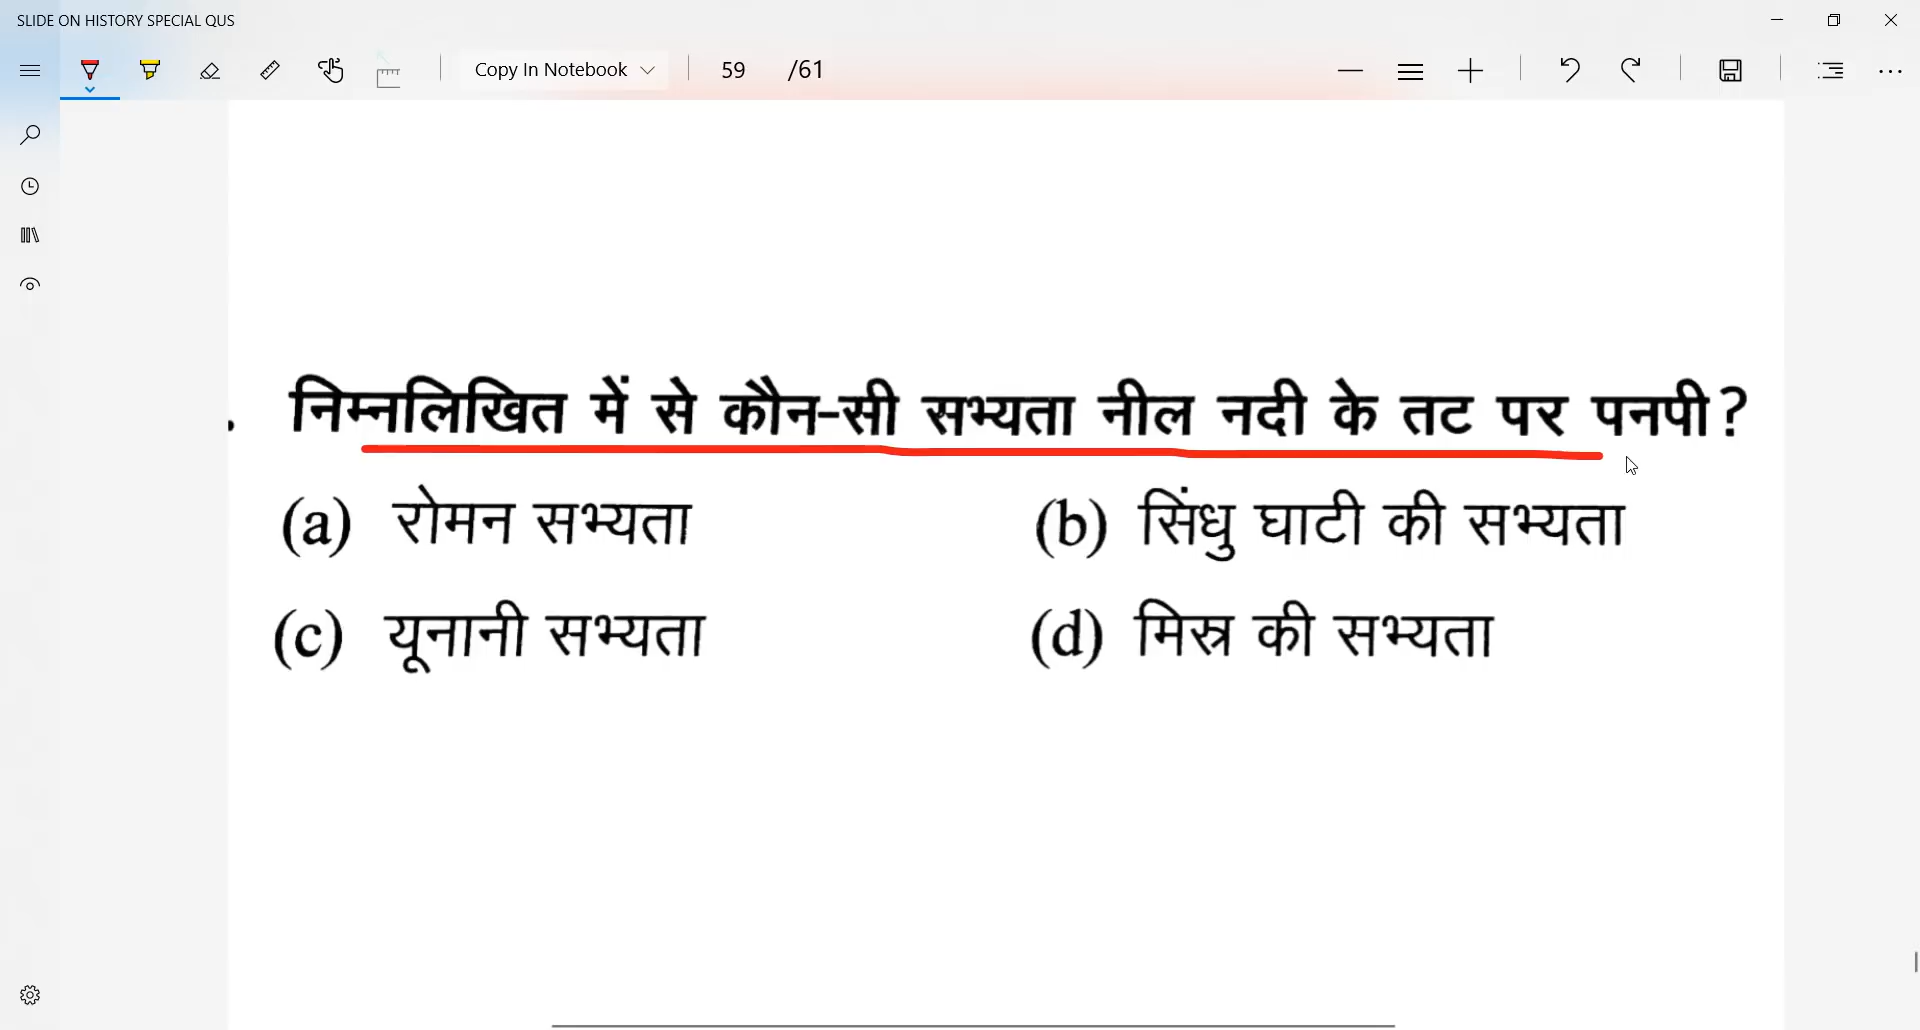 SLIDE ON HISTORY SPECIAL QUS
Copy In Notebook 59 /61
. निम्नलिखित में से कौन-सी सभ्यता नील नदी के तट पर पनपी?
(a) रोमन सभ्यता (b) सिंधु घाटी की सभ्यता
(c) यूनानी सभ्यता (d) मिस्र की सभ्यता